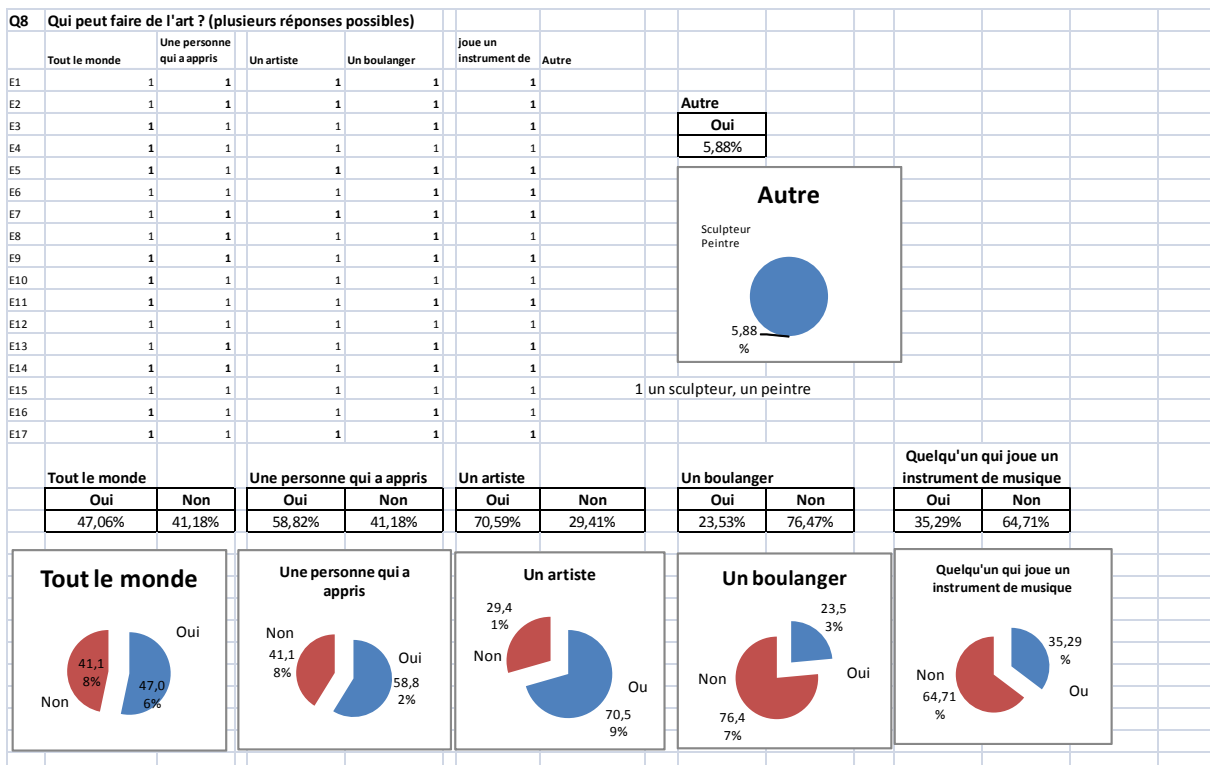 Q8 Qui peut faire de l'art ? (plusieurs réponses possibles)
Tout le monde Une personne qui a appris Un artiste Un boulanger joue un instrument de Autre
E1 1 1 1 1 1
E2 1 1 1 1 1
E3 1 1 1 1 1
E4 1 1 1 1 1
E5 1 1 1 1 1
E6 1 1 1 1 1
E7 1 1 1 1 1
E8 1 1 1 1 1
E9 1 1 1 1 1
E10 1 1 1 1 1
E11 1 1 1 1 1
E12 1 1 1 1 1
E13 1 1 1 1 1
E14 1 1 1 1 1
E15 1 1 1 1 1 1 un sculpteur, un peintre
E16 1 1 1 1 1
E17 1 1 1 1 1
Autre
Oui
5,88%
Autre
Sculpteur
Peintre
5,88
%
Tout le monde Une personne qui a appris Un artiste Un boulanger Quelqu'un qui joue un instrument de musique
Oui Non Oui Non Oui Non Oui Non Oui Non
47,06% 41,18% 58,82% 41,18% 70,59% 29,41% 23,53% 76,47% 35,29% 64,71%
Tout le monde
Oui
41,1
8%
47,0
6%
Non
Une personne qui a
appris
Non
41,1
8%
Oui
58,8
2%
Un artiste
29,4
1%
Non
Ou
70,5
9%
Un boulanger
23,5
3%
Non
Oui
76,4
7%
Quelqu'un qui joue un
instrument de musique
35,29
%
Non
64,71
%
Ou